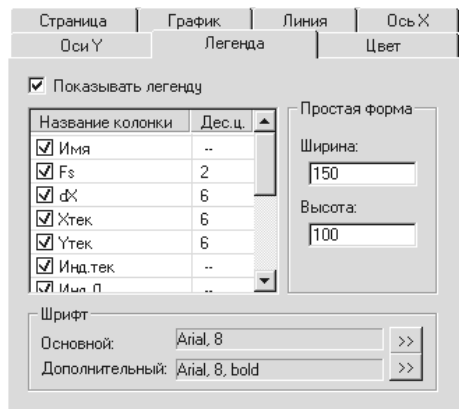 Страница График Линия Ось X
Оси Y Легенда Цвет
Показывать легенду
Название колонки Дес.ц.
Имя --
Fs 2
dX 6
Xтек 6
Yтек 6
Инд.тек --
Простая форма
Ширина:
150
Высота:
100
Шрифт
Основной: Arial, 8 >>
Дополнительный: Arial, 8, bold >>